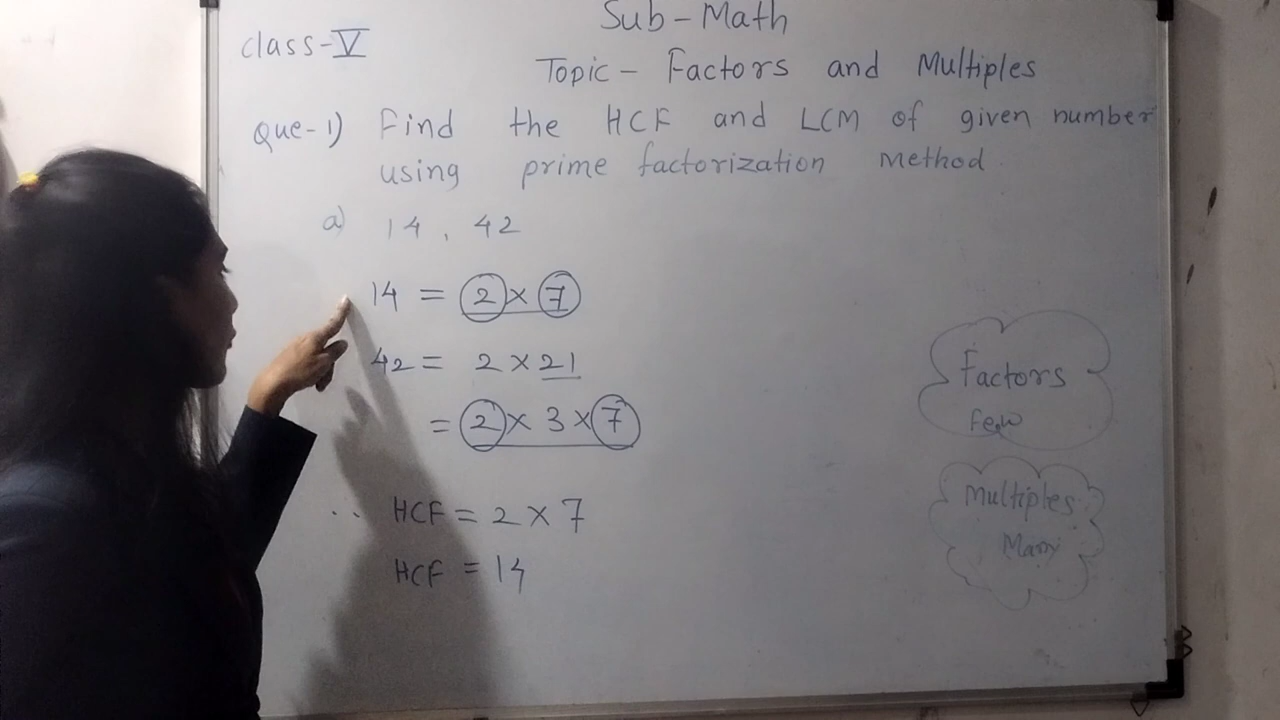 Sub-Math
Class-V
Topic- Factors and Multiples
Que-1) Find the HCF and LCM of given number
using prime factorization Method
a) 14, 42
14 = 2 × 7
42 = 2 × 21
= 2 × 3 × 7
Factors
Few
Multiples
Many
∴ HCF = 2 × 7
HCF = 14